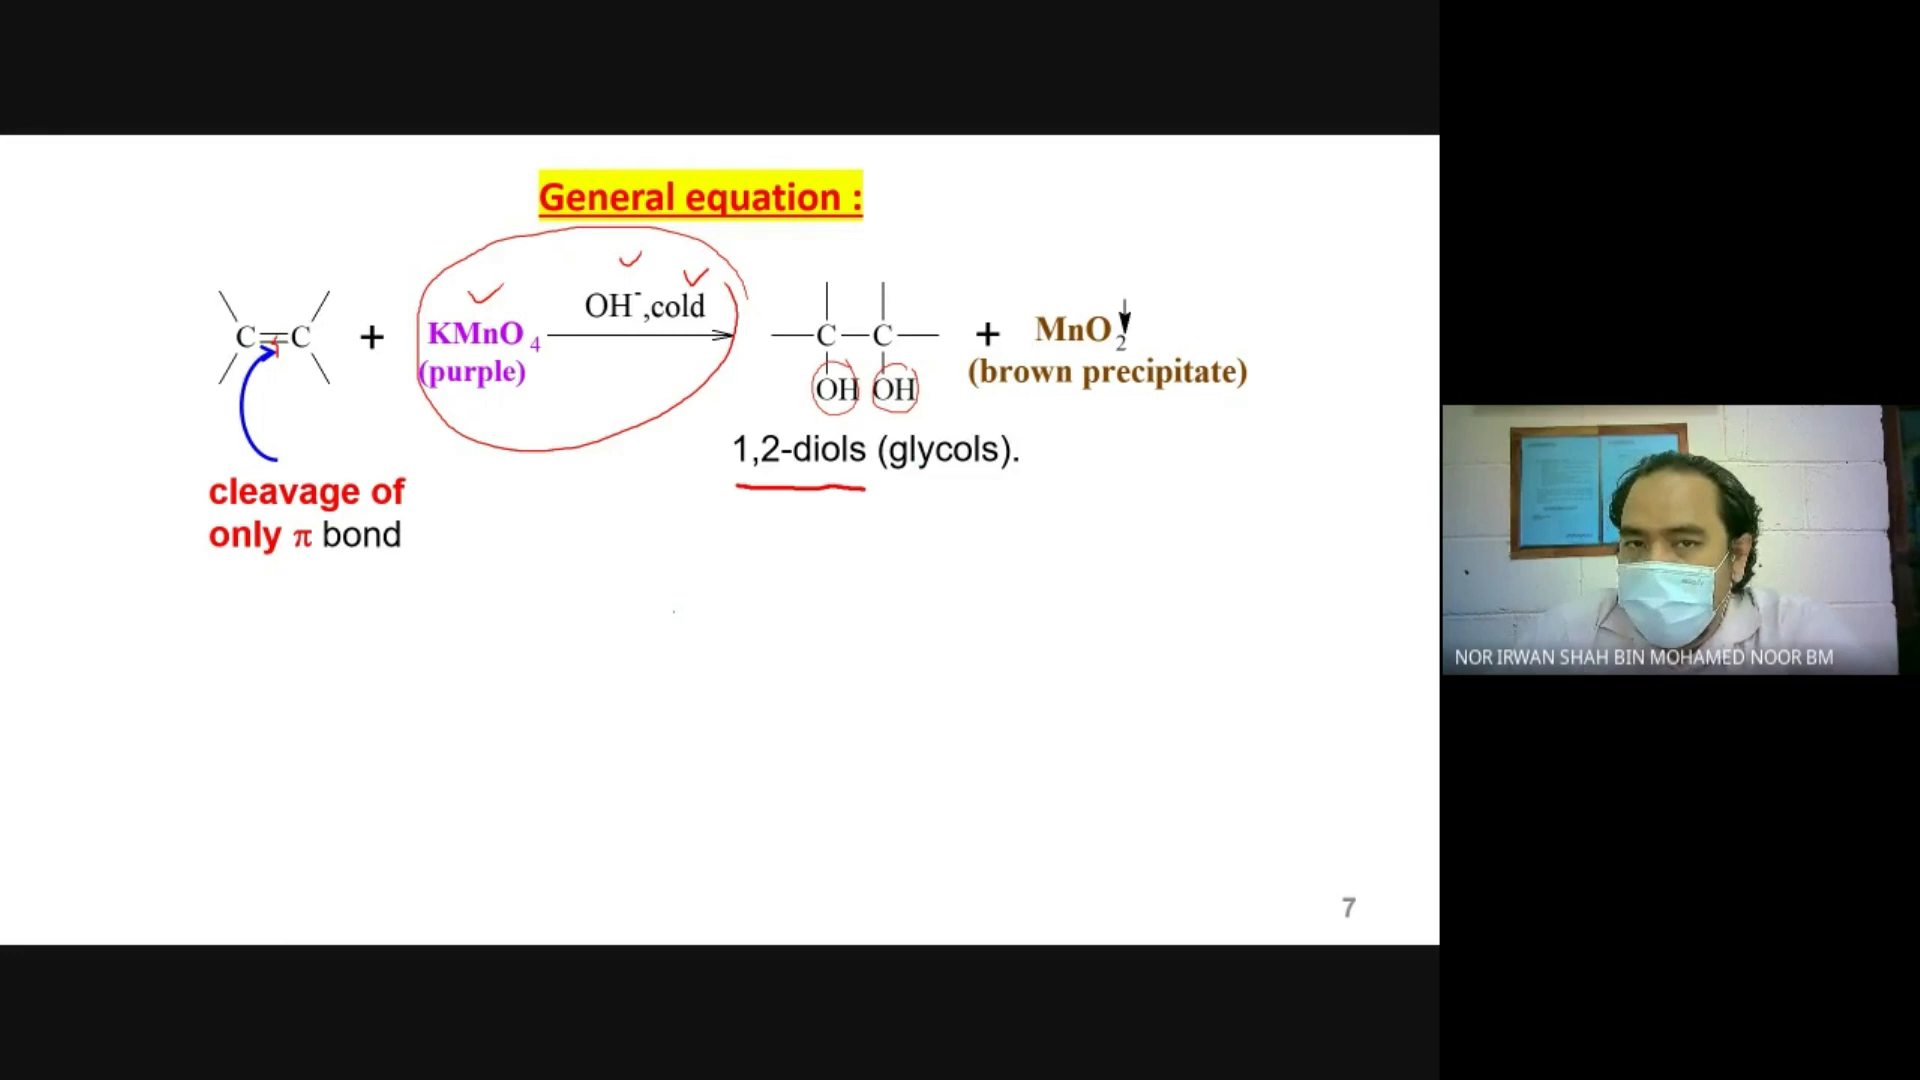 General equation :
C=C + KMnO4 OH-,cold C-C + MnO2
(purple) OH OH (brown precipitate)
1,2-diols (glycols).
cleavage of
only π bond
7
NOR IRWAN SHAH BIN MOHAMED NOOR BM